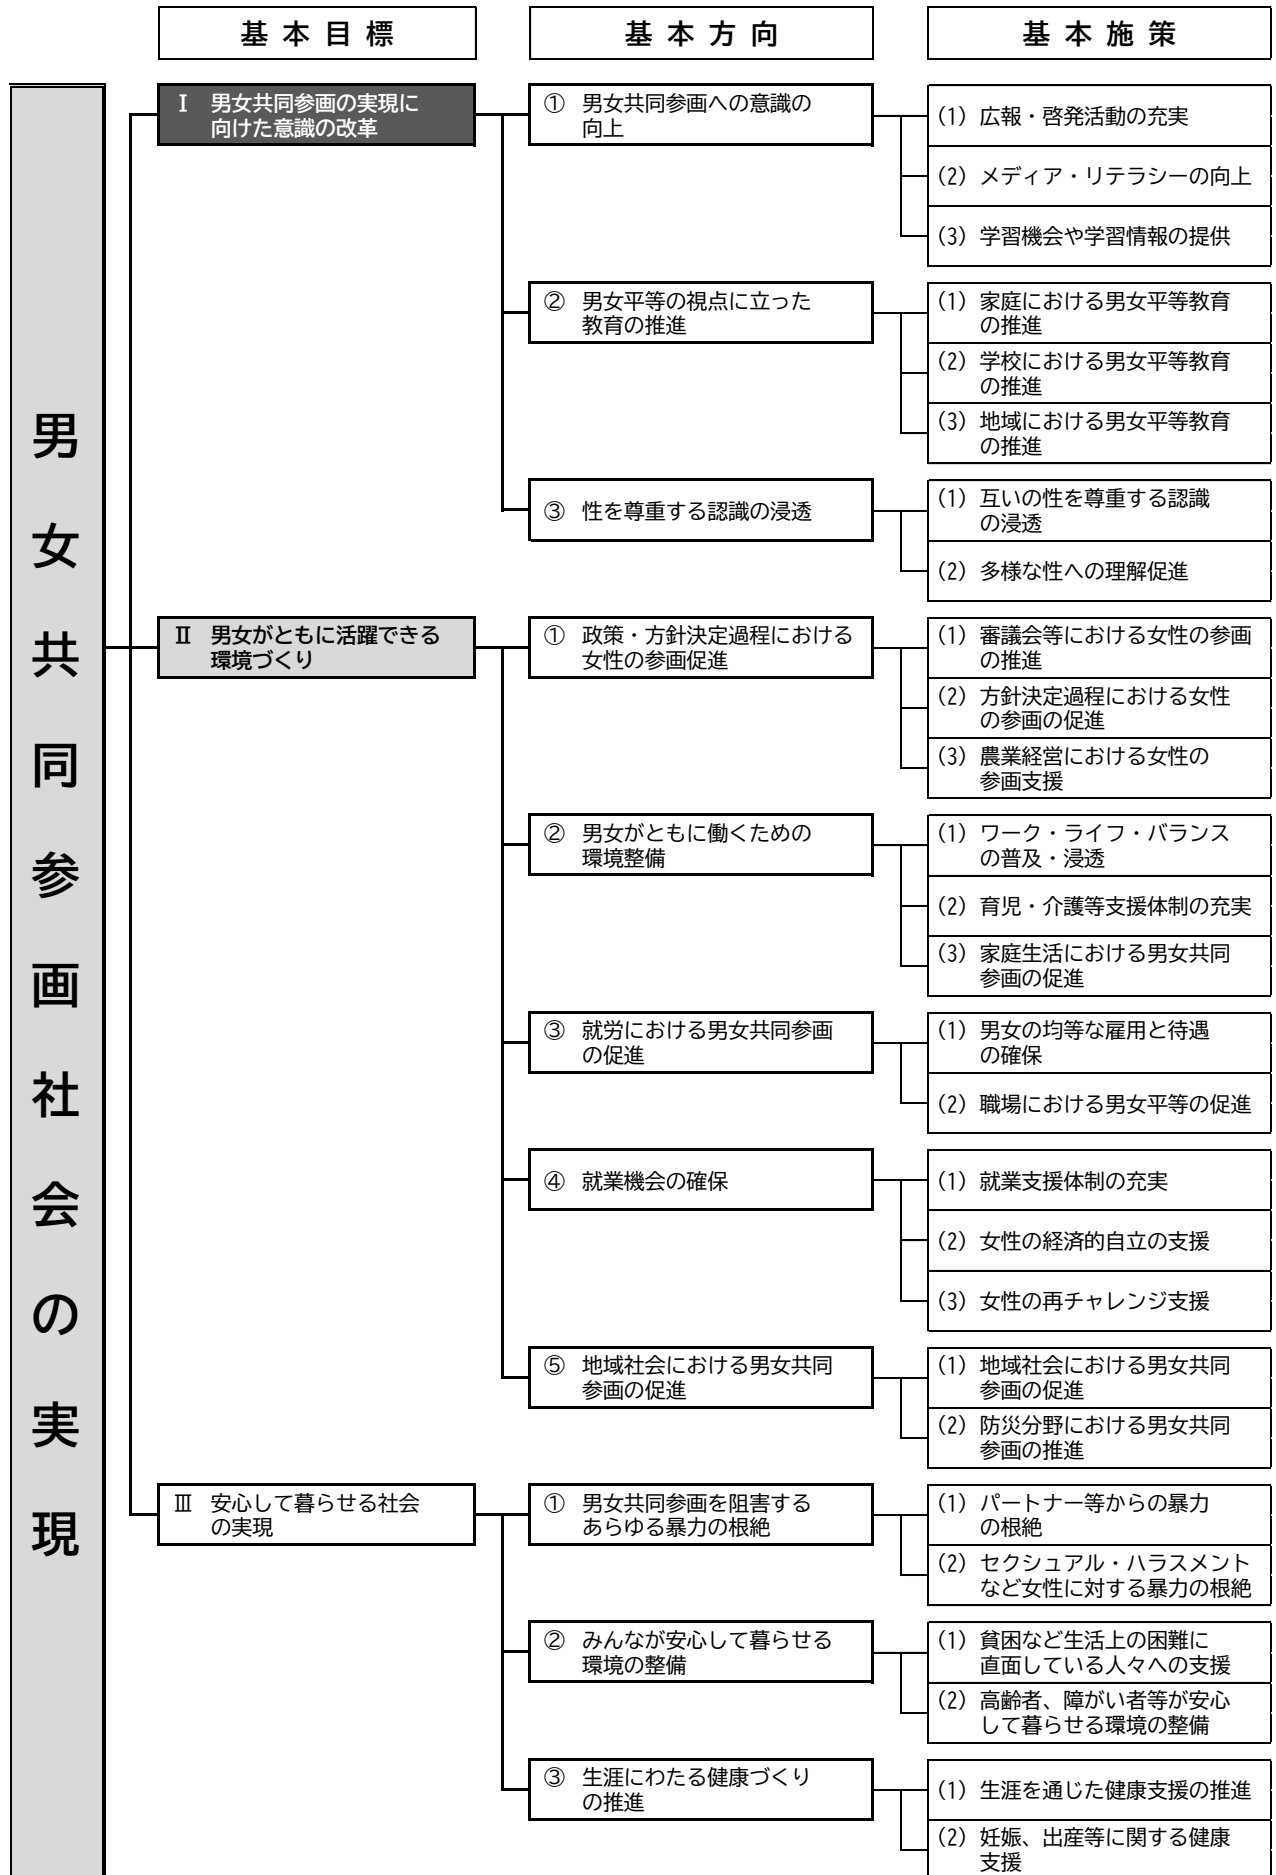 基本目標
基本方向
基本施策
男女共同参画社会の実現
Ⅰ 男女共同参画の実現に
向けた意識の改革
① 男女共同参画への意識の
向上
(1) 広報・啓発活動の充実
(2) メディア・リテラシーの向上
(3) 学習機会や学習情報の提供
② 男女平等の視点に立った
教育の推進
(1) 家庭における男女平等教育
の推進
(2) 学校における男女平等教育
の推進
(3) 地域における男女平等教育
の推進
③ 性を尊重する認識の浸透
(1) 互いの性を尊重する認識
の浸透
(2) 多様な性への理解促進
Ⅱ 男女がともに活躍できる
環境づくり
① 政策・方針決定過程における
女性の参画促進
(1) 審議会等における女性の参画
の推進
(2) 方針決定過程における女性
の参画の促進
(3) 農業経営における女性の
参画支援
② 男女がともに働くための
環境整備
(1) ワーク・ライフ・バランス
の普及・浸透
(2) 育児・介護等支援体制の充実
(3) 家庭生活における男女共同
参画の促進
③ 就労における男女共同参画
の促進
(1) 男女の均等な雇用と待遇
の確保
(2) 職場における男女平等の促進
④ 就業機会の確保
(1) 就業支援体制の充実
(2) 女性の経済的自立の支援
(3) 女性の再チャレンジ支援
⑤ 地域社会における男女共同
参画の促進
(1) 地域社会における男女共同
参画の促進
(2) 防災分野における男女共同
参画の推進
Ⅲ 安心して暮らせる社会
の実現
① 男女共同参画を阻害する
あらゆる暴力の根絶
(1) パートナー等からの暴力
の根絶
(2) セクシュアル・ハラスメント
など女性に対する暴力の根絶
② みんなが安心して暮らせる
環境の整備
(1) 貧困など生活上の困難に
直面している人々への支援
(2) 高齢者、障がい者等が安心
して暮らせる環境の整備
③ 生涯にわたる健康づくり
の推進
(1) 生涯を通じた健康支援の推進
(2) 妊娠、出産等に関する健康
支援